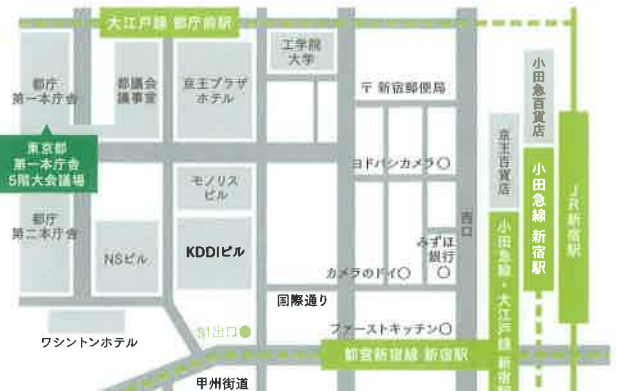 大江戸線 都庁前駅
工学院
大学
都庁
第一本庁舎
都議会
議事堂
京王プラザ
ホテル
〒 新宿郵便局
小田急百貨店
京王百貨店
東京都
第一本庁舎
5階大会議場
ヨドバシカメラ
小田急線 新宿駅
JR新宿駅
モノリス
ビル
都庁
第二本庁舎
NSビル
KDDIビル
西口
みずほ
銀行
カメラのドイ
小田急線・大江戸線 新宿駅
国際通り
S1出口
ファーストキッチン
ワシントンホテル
都営新宿線 新宿駅
甲州街道